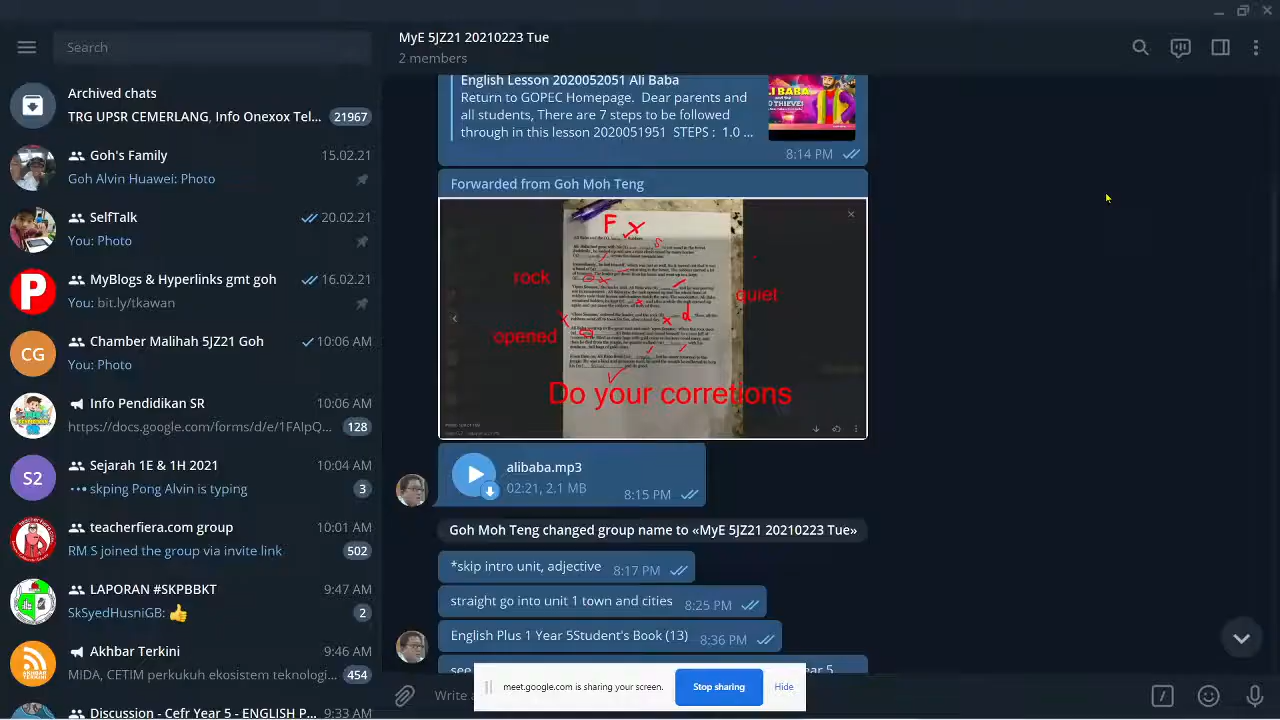 Search
MyE 5JZ21 20210223 Tue
2 members
Archived chats
TRS1 PSR CEMERLANG, Info Onexox Tel...
21967
Goh's Family
15.02.21
Goh Alvin Huawei: Photo
SelfTalk
20.02.21
You: Photo
MyBlogs & Hyperlinks gmt goh
16.02.21
You: bit.ly/tkawan
Chamber Malihah 5JZ21 Goh
10:06 AM
You: Photo
CG
Info Pendidikan SR
10:06 AM
https://docs.google.com/forms/d/e/1FAIpQ...
128
Sejarah 1E & 1H 2021
10:04 AM
S2
skping Pong Alvin is typing
3
teacherfiera.com group
10:01 AM
RM S joined the group via invite link
502
LAPORAN #SKPBBKT
9:47 AM
SkSyedHusniGB: 👍
2
Akhbar Terkini
9:46 AM
MIDA, CETIM perkukuh ekosistem teknologi...
454
Discussion - Cefr Year 5 - ENGLISH P...
9:33 AM
English Lesson 2020052051 Ali Baba
Return to GOPEC Homepage. Dear parents and
all students, There are 7 steps to be followed
through in this lesson 2020051951 STEPS : 1.0 ...
8:14 PM
Forwarded from Goh Moh Teng
F
rock
quiet
d
opened
Do your corretions
alibaba.mp3
02:21, 2.1 MB
8:15 PM
Goh Moh Teng changed group name to «MyE 5JZ21 20210223 Tue»
*skip intro unit, adjective
8:17 PM
straight go into unit 1 town and cities
8:25 PM
English Plus 1 Year 5Student's Book (13)
8:36 PM
meet.google.com is sharing your screen.
Stop sharing
Hide